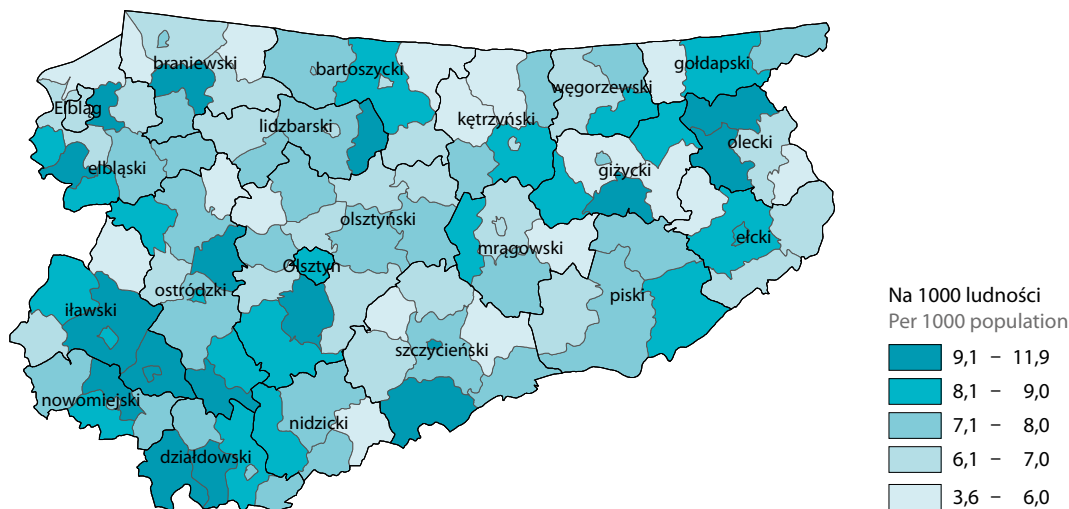 braniewski
bartoszycki
gołdapski
węgorzewski
Elbląg
kętrzyński
lidzbarski
olecki
elbląski
giżycki
olsztyński
mrągowski
ełcki
Olsztyn
ostródzki
piski
iławski
szczycieński
nowomiejski
nidzicki
działdowski
Na 1000 ludności
Per 1000 population
9,1 – 11,9
8,1 – 9,0
7,1 – 8,0
6,1 – 7,0
3,6 – 6,0